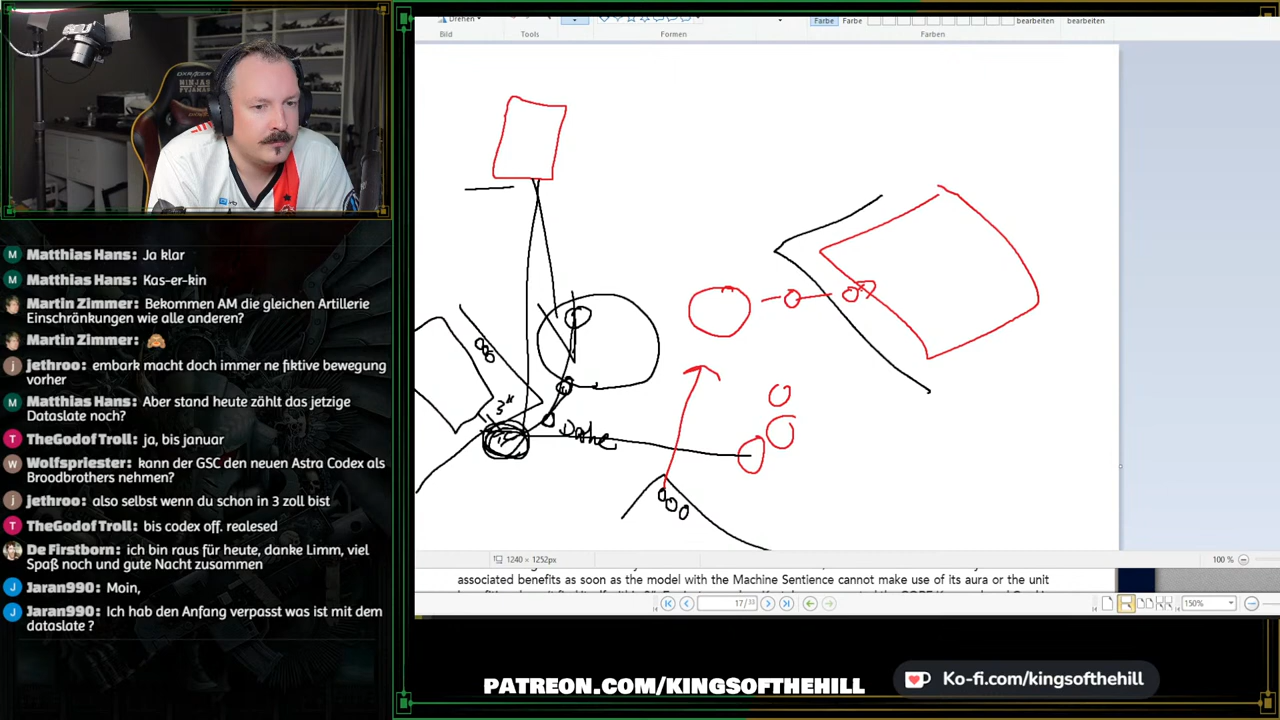 Drehen
Farbe
Farbe
bearbeiten
bearbeiten
Bild
Tools
Formen
Farben
DXRACER
NINJAS
PYJAMAS
M Matthias Hans: Ja klar
M Matthias Hans: Kas-er-kin
Martin Zimmer: Bekommen AM die gleichen Artillerie
Einschränkungen wie alle anderen?
Martin Zimmer: 🙈
j jethroo: embark macht doch immer ne fiktive bewegung
vorher
M Matthias Hans: Aber stand heute zählt das jetzige
Dataslate noch?
T TheGodofTroll: ja, bis januar
W Wolfspriester: kann der GSC den neuen Astra Codex als
Broodbrothers nehmen?
j jethroo: also selbst wenn du schon in 3 zoll bist
T TheGodofTroll: bis codex off. realesed
De Firstborn: ich bin raus für heute, danke Limm, viel
Spaß noch und gute Nacht zusammen
J Jaran990: Moin,
J Jaran990: Ich hab den Anfang verpasst was ist mit dem
dataslate ?
3"
1240 × 1252px
100 %
associated benefits as soon as the model with the Machine Sentience cannot make use of its aura or the unit
17/33
150%
PATREON.COM/KINGSOFTHEHILL
Ko-fi.com/kingsofthehill